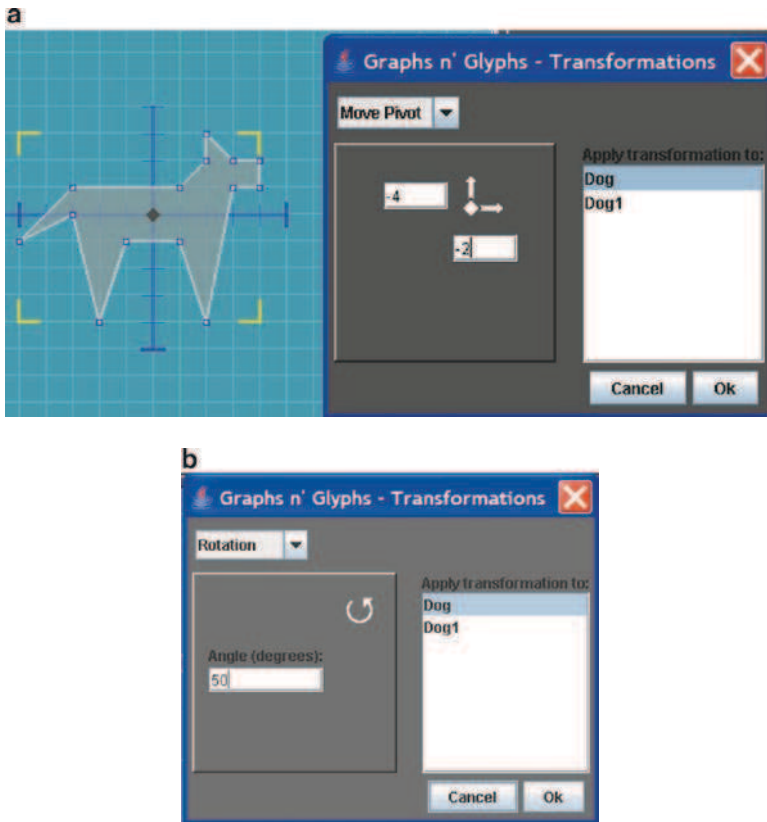 a
Graphs n' Glyphs - Transformations
Move Pivot
Apply transformation to:
-4
Dog
Dog1
-2
Cancel Ok
b
Graphs n' Glyphs - Transformations
Rotation
Apply transformation to:
Dog
Dog1
Angle (degrees):
50
Cancel Ok